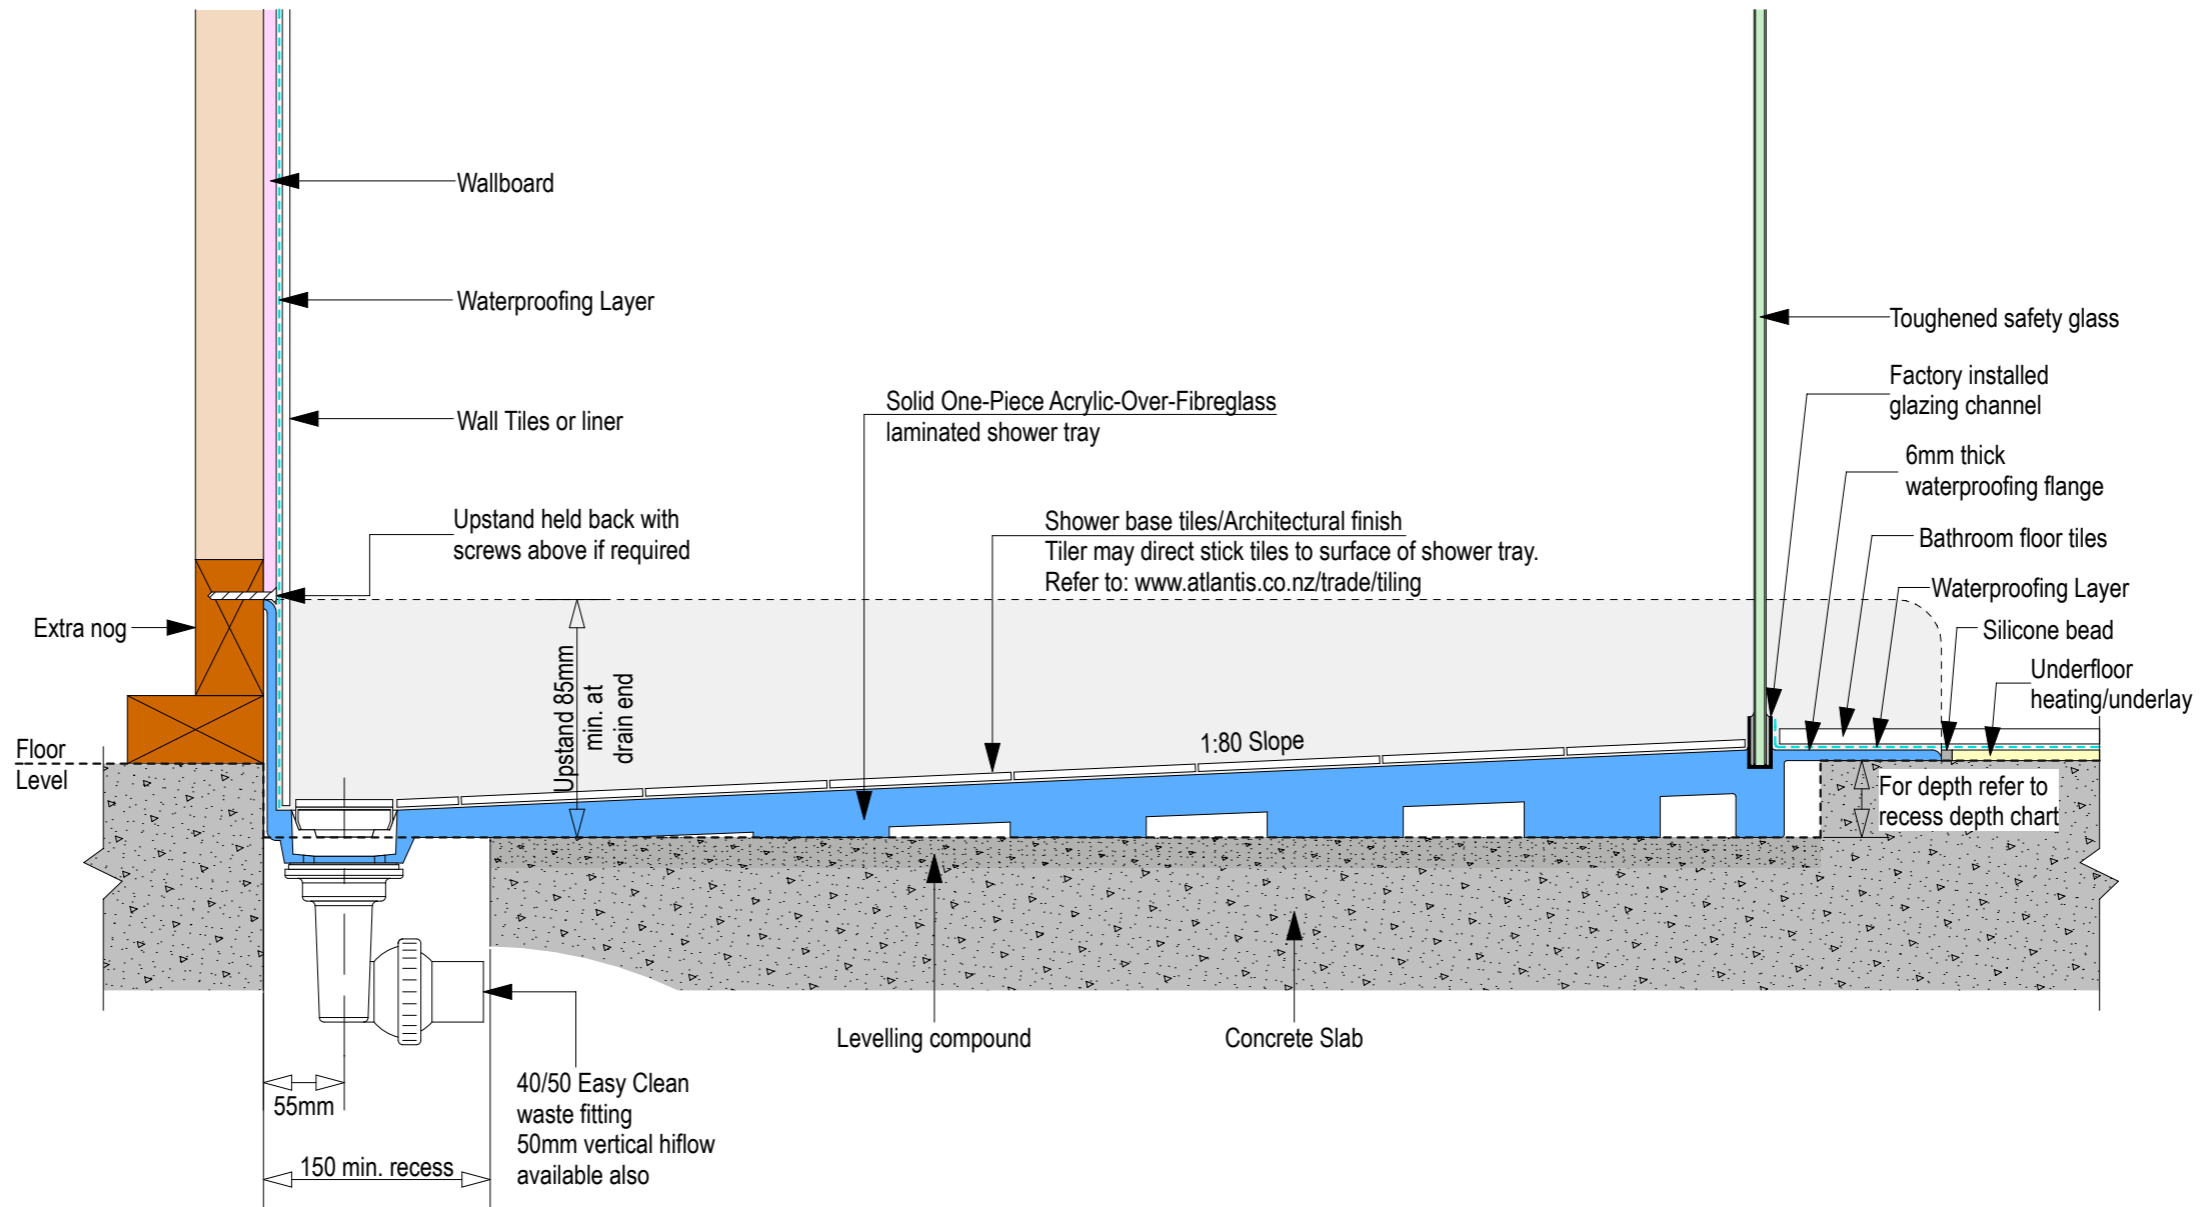 Wallboard
Waterproofing Layer
Wall Tiles or liner
Upstand held back with
screws above if required
Extra nog
Floor
Level
Upstand 85mm
min. at
drain end
Solid One-Piece Acrylic-Over-Fibreglass
laminated shower tray
Shower base tiles/Architectural finish
Tiler may direct stick tiles to surface of shower tray.
Refer to: www.atlantis.co.nz/trade/tiling
1:80 Slope
Toughened safety glass
Factory installed
glazing channel
6mm thick
waterproofing flange
Bathroom floor tiles
Waterproofing Layer
Silicone bead
Underfloor
heating/underlay
For depth refer to
recess depth chart
Levelling compound
Concrete Slab
40/50 Easy Clean
waste fitting
50mm vertical hiflow
available also
55mm
150 min. recess